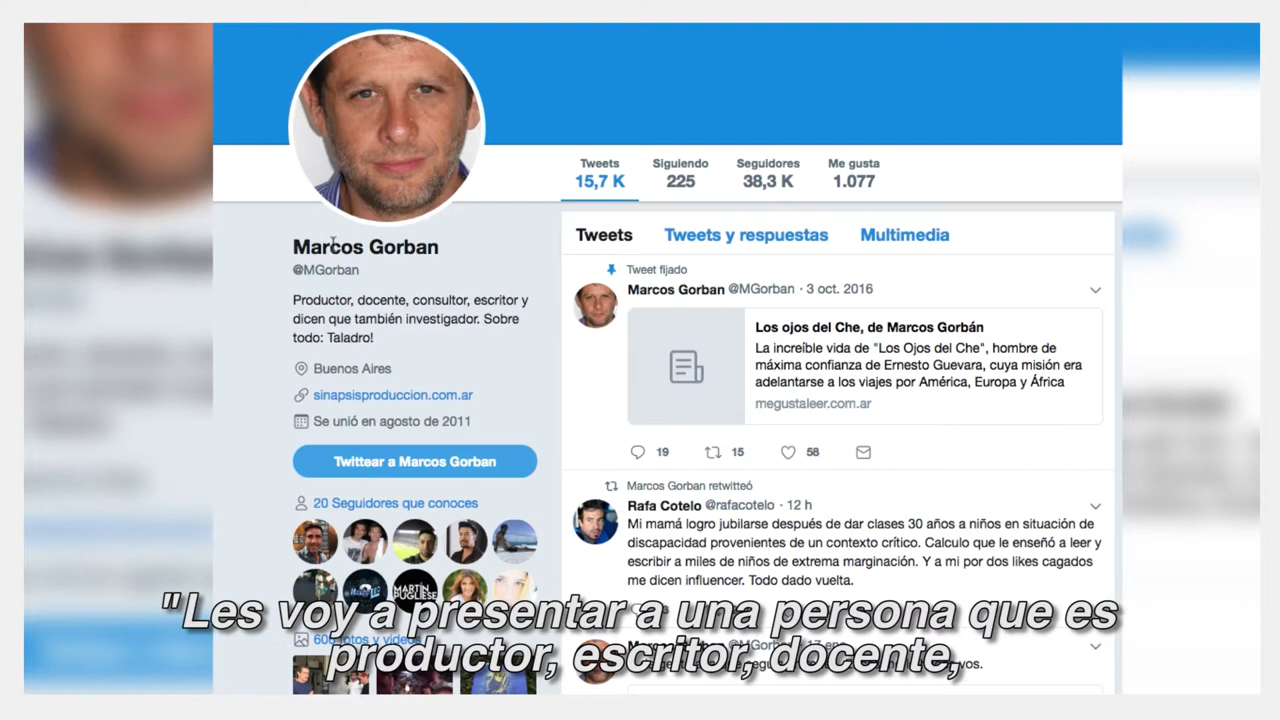 Tweets
15,7 K
Siguiendo
225
Seguidores
38,3 K
Me gusta
1.077
Marcos Gorban
@MGorban
Productor, docente, consultor, escritor y
dicen que también investigador. Sobre
todo: Taladro!
Buenos Aires
sinapsisproduccion.com.ar
Se unió en agosto de 2011
Twittear a Marcos Gorban
20 Seguidores que conoces
MARTÍN
PUGLIESE
Tweets
Tweets y respuestas
Multimedia
Tweet fijado
Marcos Gorban @MGorban · 3 oct. 2016
Los ojos del Che, de Marcos Gorbán
La increíble vida de "Los Ojos del Che", hombre de
máxima confianza de Ernesto Guevara, cuya misión era
adelantarse a los viajes por América, Europa y África
megustaleer.com.ar
19 15 58
Marcos Gorban retwitteó
Rafa Cotelo @rafacotelo · 12 h
Mi mamá logro jubilarse después de dar clases 30 años a niños en situación de
discapacidad provenientes de un contexto crítico. Calculo que le enseñó a leer y
escribir a miles de niños de extrema marginación. Y a mi por dos likes cagados
me dicen influencer. Todo dado vuelta.
"Les voy a presentar a una persona que es
productor, escritor, docente,